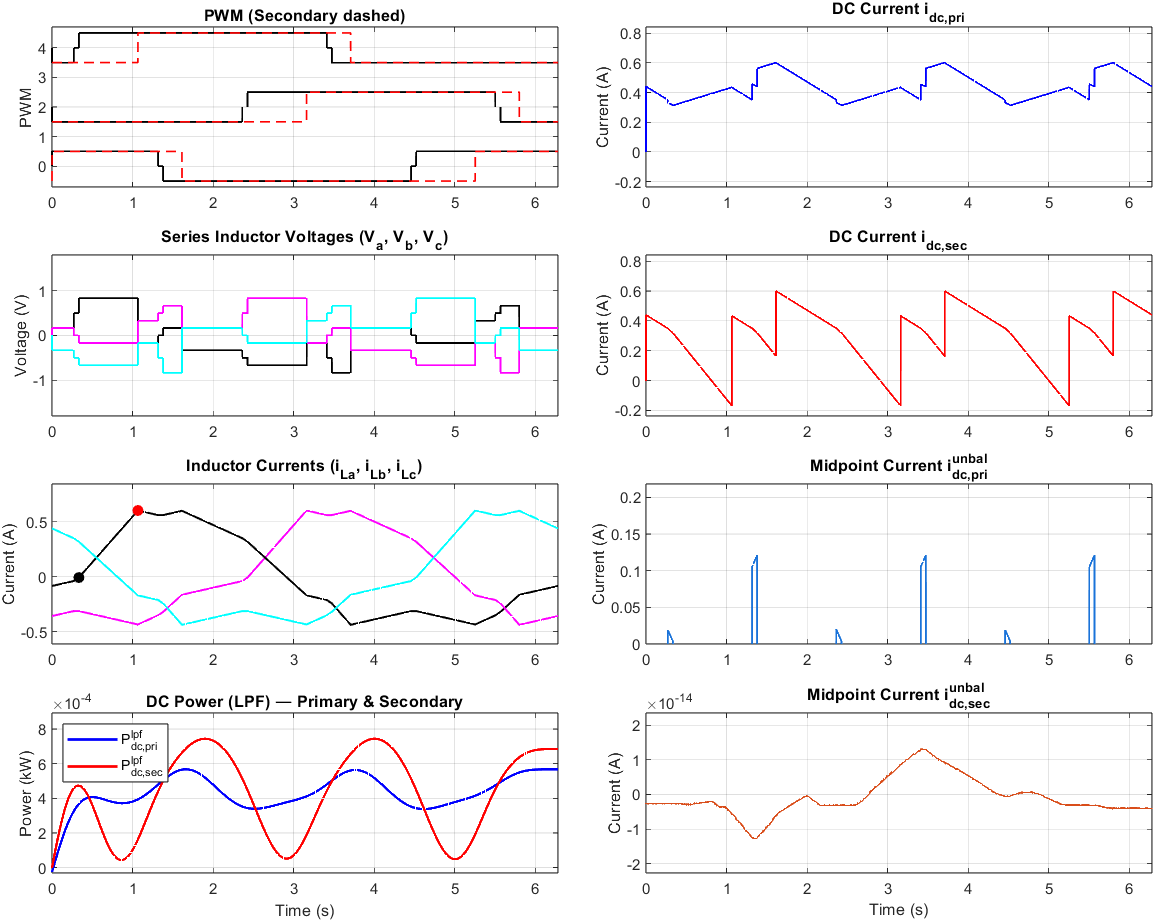 PWM (Secondary dashed)
PWM
4
3
2
1
0
0 1 2 3 4 5 6
DC Current i_dc,pri
Current (A)
0.8
0.6
0.4
0.2
0
-0.2
0 1 2 3 4 5 6
Series Inductor Voltages (V_a, V_b, V_c)
Voltage (V)
1
0
-1
0 1 2 3 4 5 6
DC Current i_dc,sec
Current (A)
0.8
0.6
0.4
0.2
0
-0.2
0 1 2 3 4 5 6
Inductor Currents (i_La, i_Lb, i_Lc)
Current (A)
0.5
0
-0.5
0 1 2 3 4 5 6
Midpoint Current i_dc,pri^unbal
Current (A)
0.2
0.15
0.1
0.05
0
0 1 2 3 4 5 6
DC Power (LPF) — Primary & Secondary
×10^-4
Power (kW)
8
6
4
2
0
P_dc,pri^lpf
P_dc,sec^lpf
0 1 2 3 4 5 6
Time (s)
Midpoint Current i_dc,sec^unbal
×10^-14
Current (A)
2
1
0
-1
-2
0 1 2 3 4 5 6
Time (s)